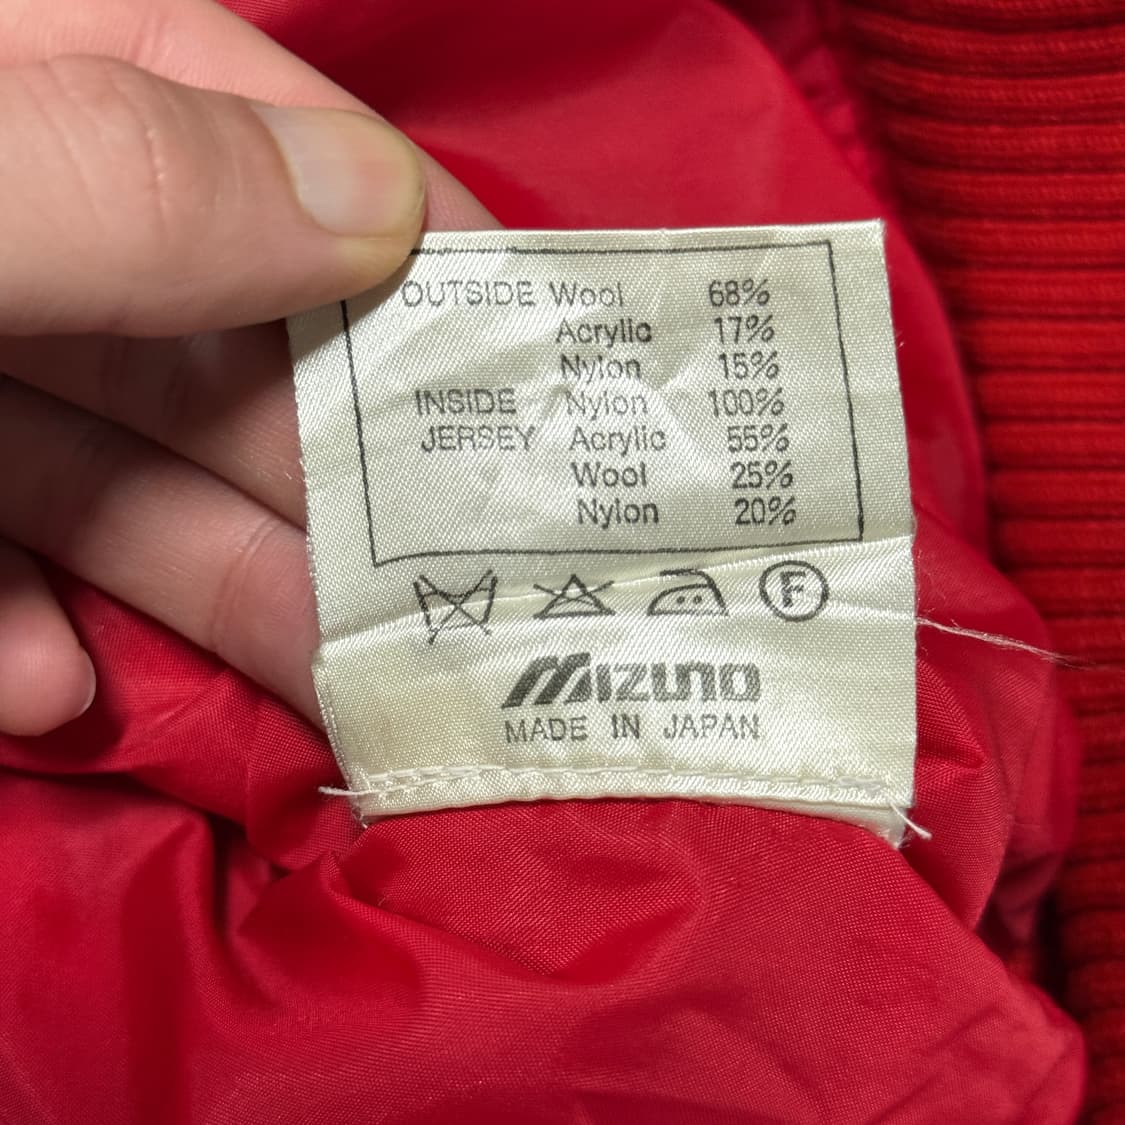 OUTSIDE Wool 68%
Acrylic 17%
Nylon 15%
INSIDE Nylon 100%
JERSEY Acrylic 55%
Wool 25%
Nylon 20%
F
MIZUNO
MADE IN JAPAN